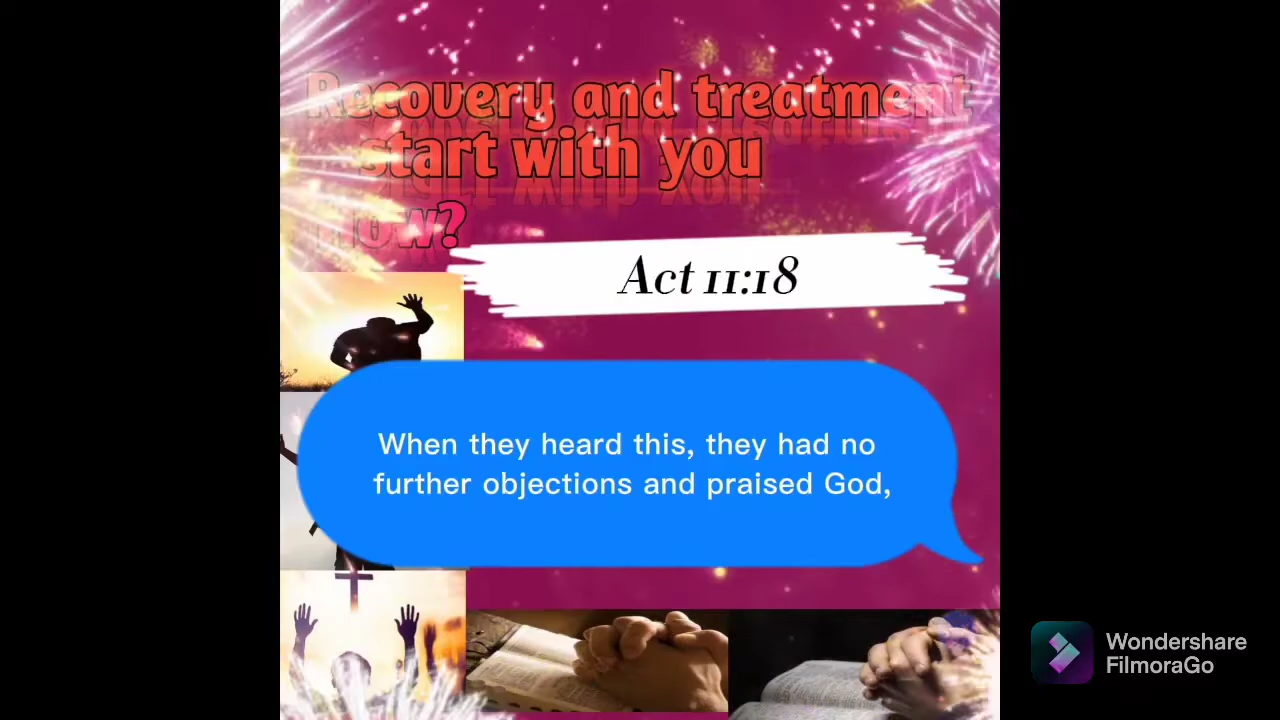 Recovery and treatment
start with you
now?
Act 11:18
When they heard this, they had no
further objections and praised God,
Wondershare
FilmoraGo